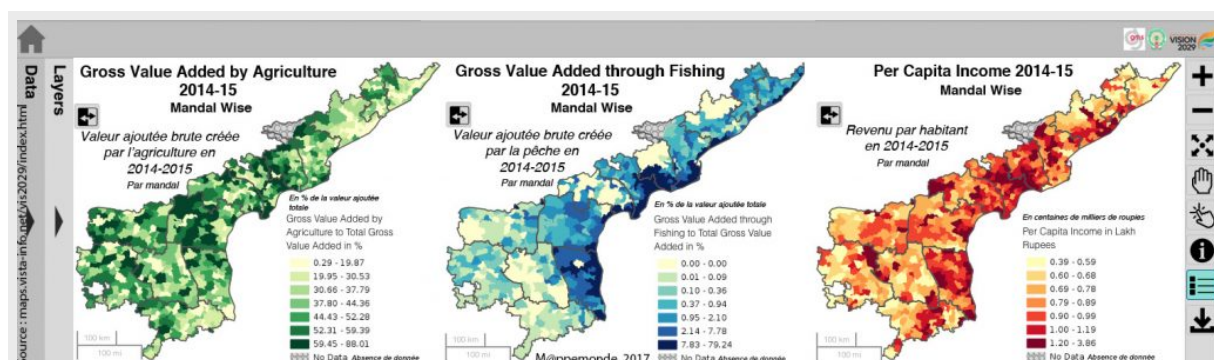 VISION
2029
Data
Layers
Source : maps.vista-info.net/vis2029/index.html
Gross Value Added by Agriculture
2014-15
Mandal Wise
Valeur ajoutée brute créée
par l'agriculture en
2014-2015
Par mandal
En % de la valeur ajoutée
totale
Gross Value Added by
Agriculture to Total Gross
Value Added in %
0.29 - 19.87
19.95 - 30.53
30.66 - 37.79
37.80 - 44.36
44.43 - 52.28
52.31 - 59.39
59.45 - 88.01
No Data Absence de donnée
100 km
100 mi
Gross Value Added through Fishing
2014-15
Mandal Wise
Valeur ajoutée brute créée
par la pêche en
2014-2015
Par mandal
En % de la valeur ajoutée totale
Gross Value Added through
Fishing to Total Gross Value
Added in %
0.00 - 0.00
0.01 - 0.09
0.10 - 0.36
0.37 - 0.94
0.95 - 2.10
2.14 - 7.78
7.83 - 79.24
No Data Absence de donnée
100 km
100 mi
M@ppemonde, 2017
Per Capita Income 2014-15
Mandal Wise
Revenu par habitant
en 2014-2015
Par mandal
En centaines de milliers de roupies
Per Capita Income in Lakh
Rupees
0.39 - 0.59
0.60 - 0.68
0.69 - 0.78
0.79 - 0.89
0.90 - 0.99
1.00 - 1.19
1.20 - 3.86
No Data Absence de donnée
100 km
100 mi